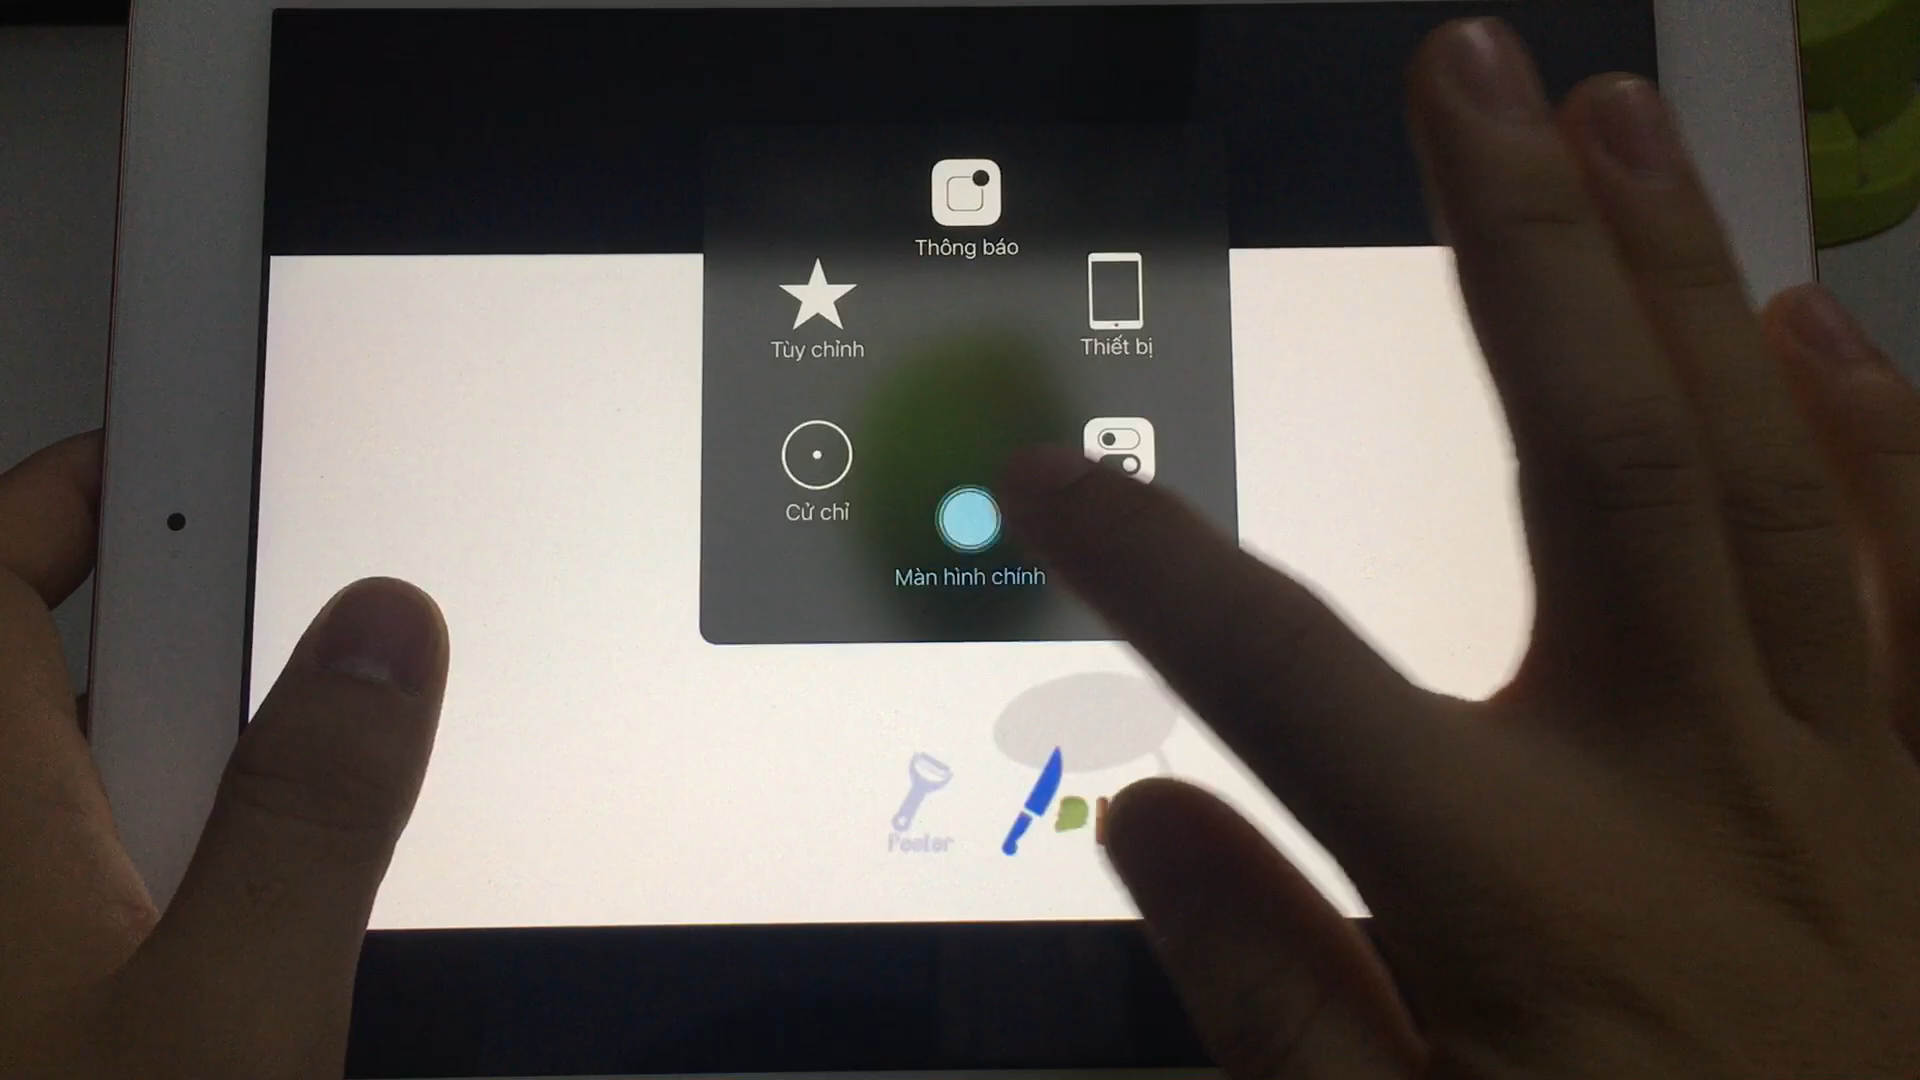 Thông báo
Tùy chỉnh
Thiết bị
Cử chỉ
Màn hình chính
Peeler